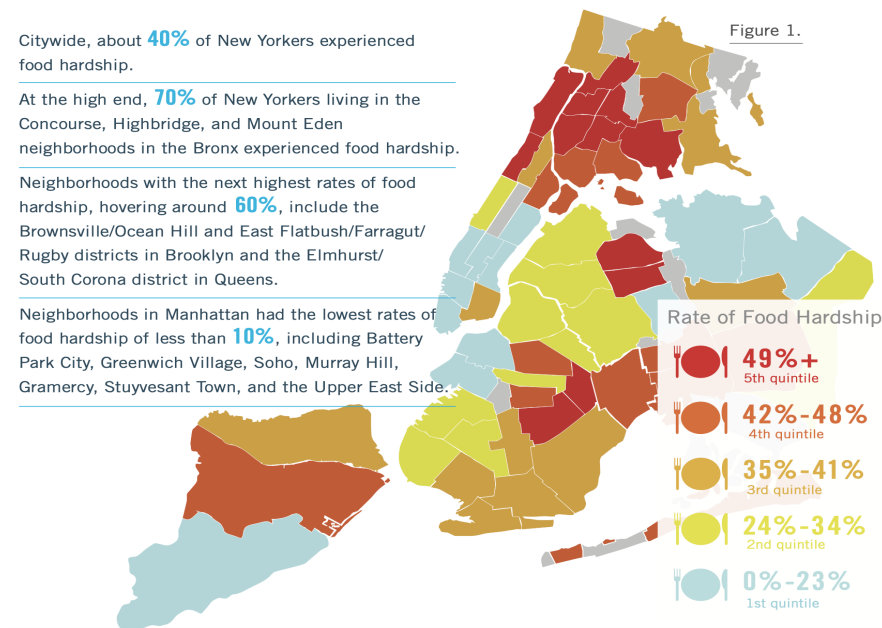 Figure 1.
Citywide, about 40% of New Yorkers experienced
food hardship.
At the high end, 70% of New Yorkers living in the
Concourse, Highbridge, and Mount Eden
neighborhoods in the Bronx experienced food hardship.
Neighborhoods with the next highest rates of food
hardship, hovering around 60%, include the
Brownsville/Ocean Hill and East Flatbush/Farragut/
Rugby districts in Brooklyn and the Elmhurst/
South Corona district in Queens.
Neighborhoods in Manhattan had the lowest rates of
food hardship of less than 10%, including Battery
Park City, Greenwich Village, Soho, Murray Hill,
Gramercy, Stuyvesant Town, and the Upper East Side.
Rate of Food Hardship
49%+
5th quintile
42%-48%
4th quintile
35%-41%
3rd quintile
24%-34%
2nd quintile
0%-23%
1st quintile